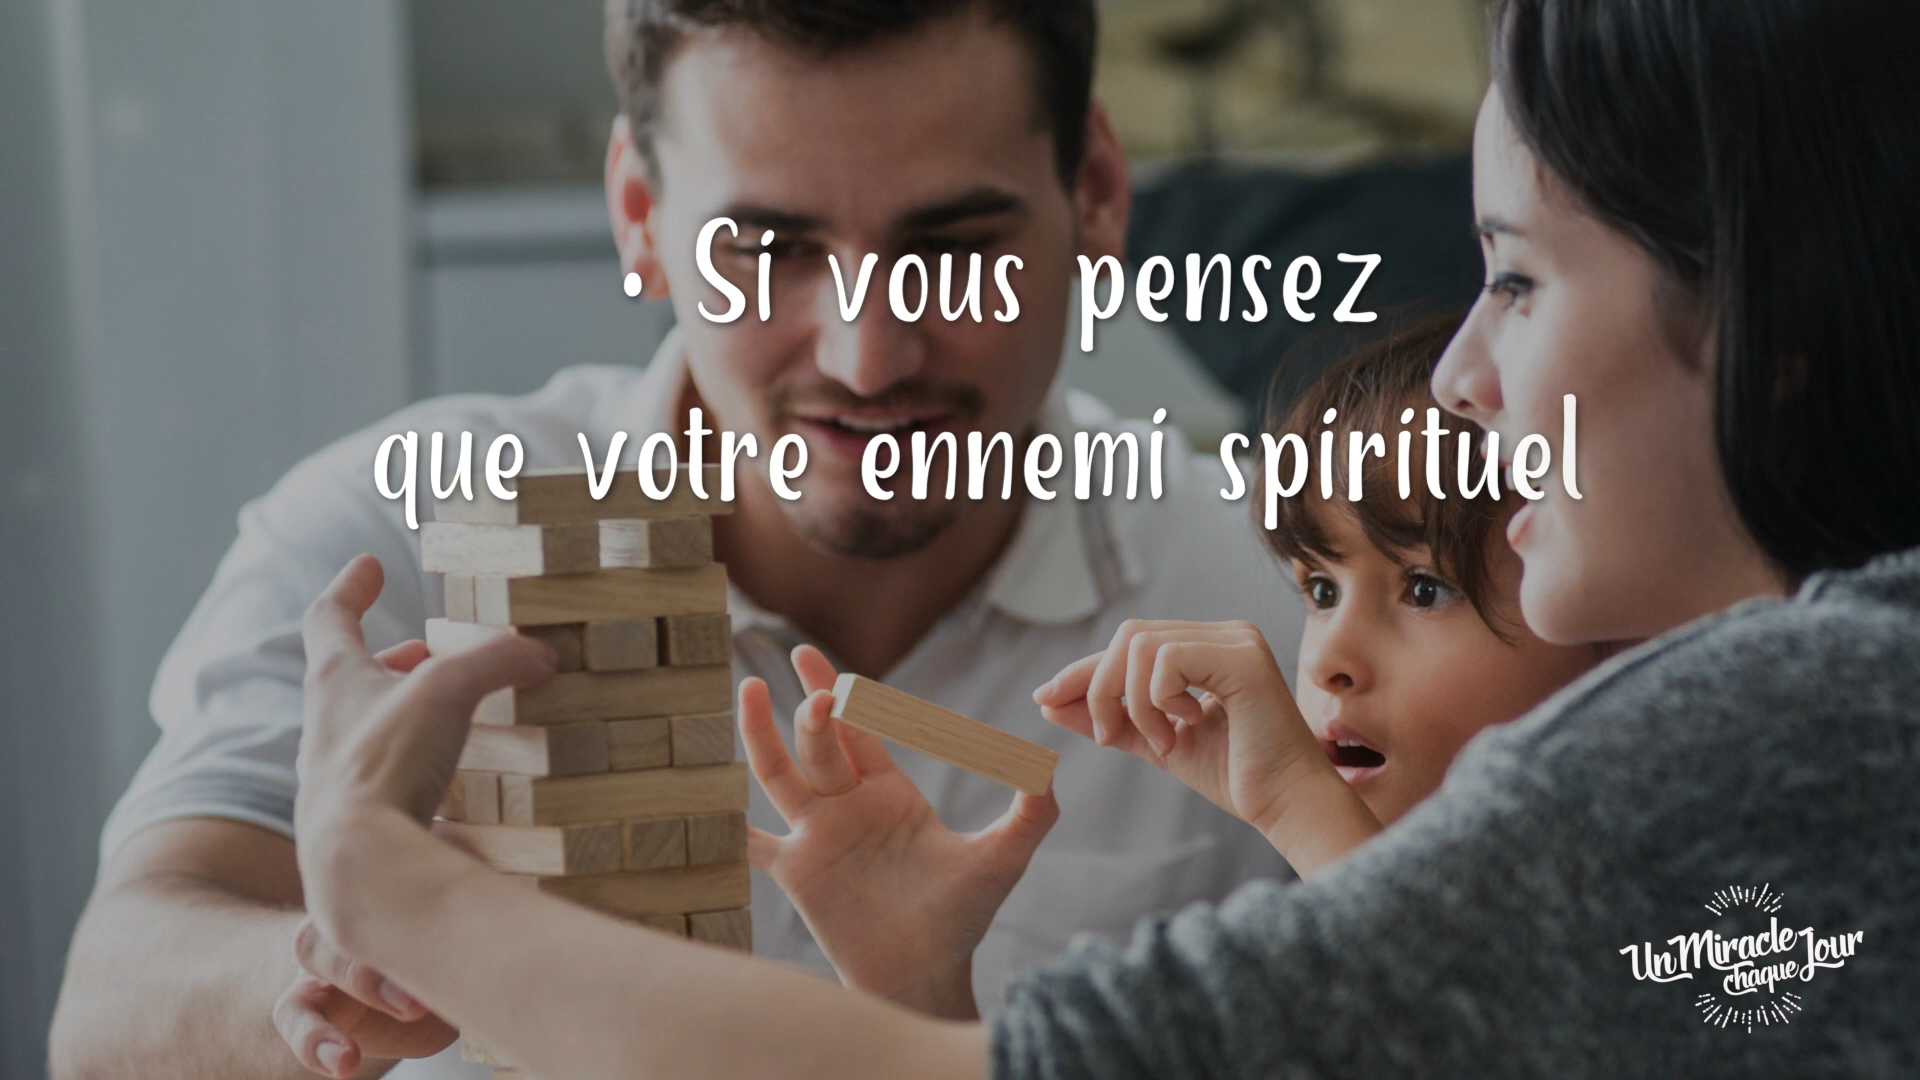 • Si vous pensez
que votre ennemi spirituel
Un Miracle
chaque Jour